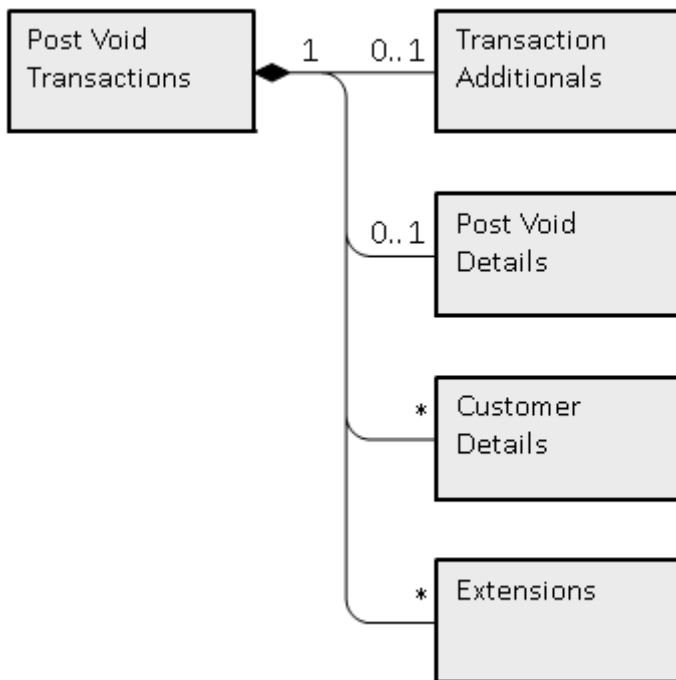 Post Void
Transactions
1
0..1
Transaction
Additionals
0..1
Post Void
Details
*
Customer
Details
*
Extensions